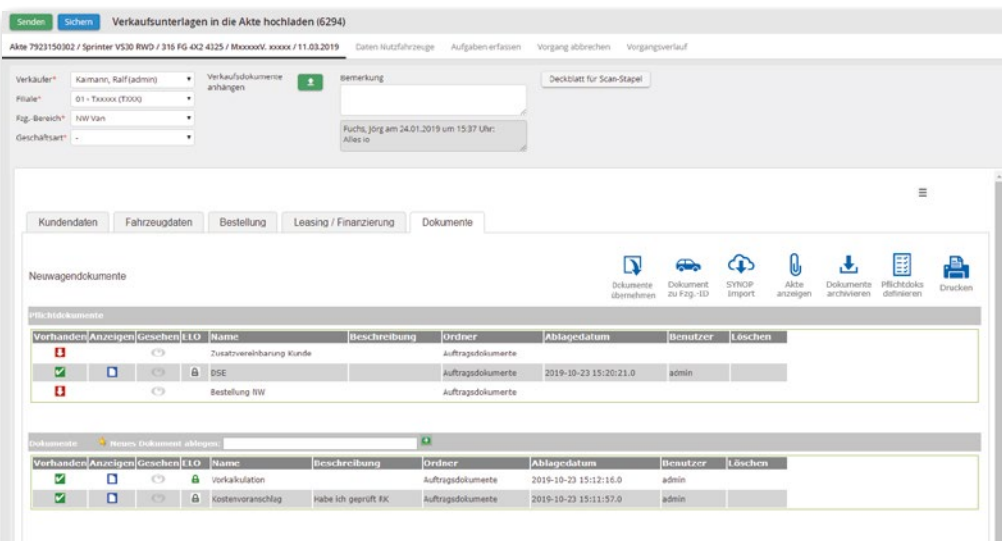 Senden Sichern Verkaufsunterlagen in die Akte hochladen (6294)
Akte 7923150302 / Sprinter VS30 RWD / 316 FG 4X2 4325 / MxxxxxV. xxxxx / 11.03.2019 Daten Nutzfahrzeuge Aufgaben erfassen Vorgang abbrechen Vorgangsverlauf
Verkäufer* Kaimann, Ralf (admin) Verkaufsdokumente anhängen Bemerkung Deckblatt für Scan-Stapel
Filiale* 01 - Txxxxx (TXXX)
Fzg.-Bereich* NW Van
Geschäftsart* -
Fuchs, Jörg am 24.01.2019 um 15:37 Uhr:
Alles io
Kundendaten Fahrzeugdaten Bestellung Leasing / Finanzierung Dokumente
Neuwagendokumente
Dokumente übernehmen
Dokument zu Fzg.-ID
SYNOP Import
Akte anzeigen
Dokumente archivieren
Pflichtdoks definieren
Drucken
Pflichtdokumente
Vorhanden Anzeigen Gesehen ELO Name Beschreibung Ordner Ablagedatum Benutzer Löschen
Zusatzvereinbarung Kunde Auftragsdokumente
DSE Auftragsdokumente 2019-10-23 15:20:21.0 admin
Bestellung NW Auftragsdokumente
Dokumente Neues Dokument ablegen:
Vorhanden Anzeigen Gesehen ELO Name Beschreibung Ordner Ablagedatum Benutzer Löschen
Vorkalkulation Auftragsdokumente 2019-10-23 15:12:16.0 admin
Kostenvoranschlag Habe ich geprüft RK Auftragsdokumente 2019-10-23 15:11:57.0 admin